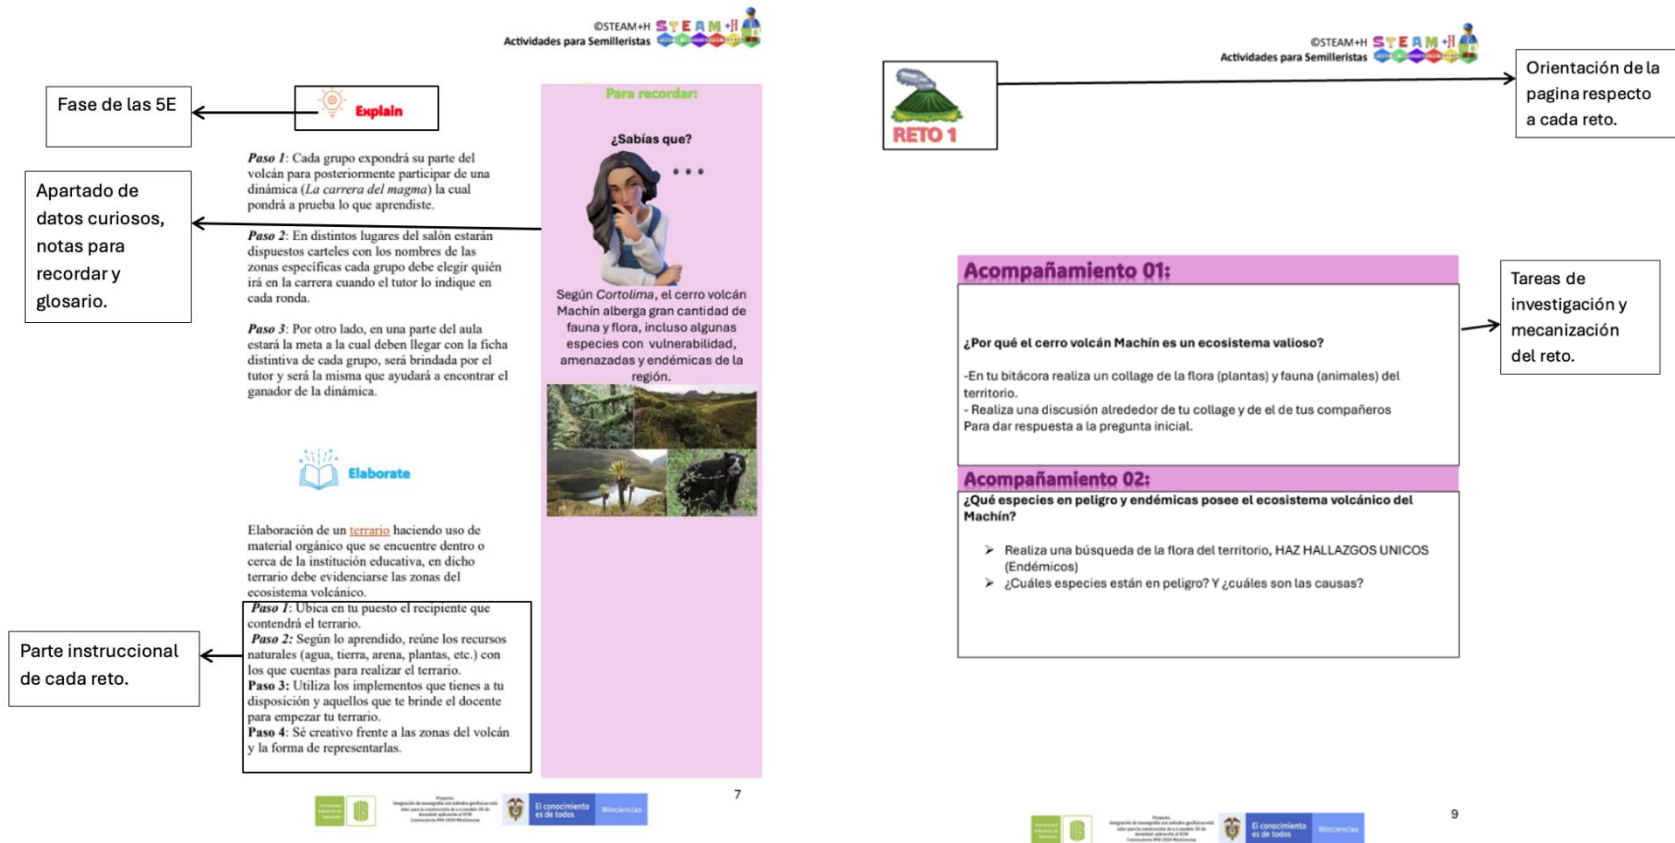 ©STEAM+H STEAM+H
Actividades para Semilleristas
Fase de las 5E
Explain
Paso 1: Cada grupo expondrá su parte del
volcán para posteriormente participar de una
dinámica (La carrera del magma) la cual
pondrá a prueba lo que aprendiste.
Apartado de
datos curiosos,
notas para
recordar y
glosario.
Paso 2: En distintos lugares del salón estarán
dispuestos carteles con los nombres de las
zonas específicas cada grupo debe elegir quién
irá en la carrera cuando el tutor lo indique en
cada ronda.
Paso 3: Por otro lado, en una parte del aula
estará la meta a la cual deben llegar con la ficha
distintiva de cada grupo, será brindada por el
tutor y será la misma que ayudará a encontrar el
ganador de la dinámica.
Elaborate
Elaboración de un terrario haciendo uso de
material orgánico que se encuentre dentro o
cerca de la institución educativa, en dicho
terrario debe evidenciarse las zonas del
ecosistema volcánico.
Paso 1: Ubica en tu puesto el recipiente que
contendrá el terrario.
Paso 2: Según lo aprendido, reúne los recursos
naturales (agua, tierra, arena, plantas, etc.) con
los que cuentas para realizar el terrario.
Paso 3: Utiliza los implementos que tienes a tu
disposición y aquellos que te brinde el docente
para empezar tu terrario.
Paso 4: Sé creativo frente a las zonas del volcán
y la forma de representarlas.
Parte instruccional
de cada reto.
Para recordar:
¿Sabías que?
Según Cortolima, el cerro volcán
Machín alberga gran cantidad de
fauna y flora, incluso algunas
especies con vulnerabilidad,
amenazadas y endémicas de la
región.
El conocimiento
es de todos
Minciencias
7
©STEAM+H STEAM+H
Actividades para Semilleristas
RETO 1
Orientación de la
pagina respecto
a cada reto.
Acompañamiento 01:
¿Por qué el cerro volcán Machín es un ecosistema valioso?
-En tu bitácora realiza un collage de la flora (plantas) y fauna (animales) del
territorio.
- Realiza una discusión alrededor de tu collage y de el de tus compañeros
Para dar respuesta a la pregunta inicial.
Tareas de
investigación y
mecanización
del reto.
Acompañamiento 02:
¿Qué especies en peligro y endémicas posee el ecosistema volcánico del
Machín?
➢ Realiza una búsqueda de la flora del territorio, HAZ HALLAZGOS UNICOS
(Endémicos)
➢ ¿Cuáles especies están en peligro? Y ¿cuáles son las causas?
El conocimiento
es de todos
Minciencias
9